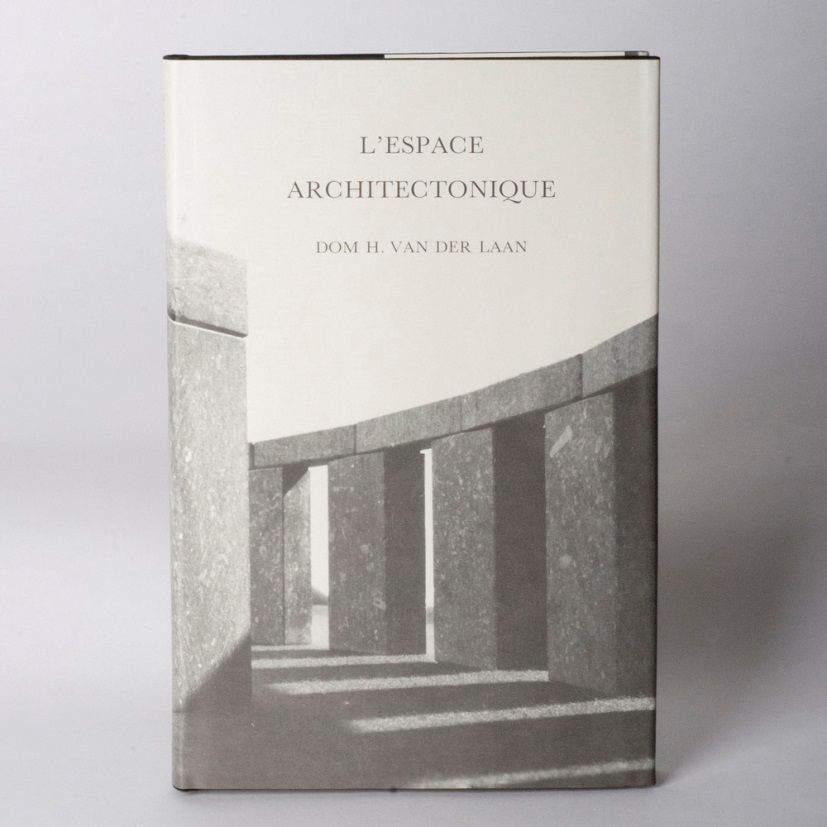 L’ESPACE
ARCHITECTONIQUE
DOM H. VAN DER LAAN